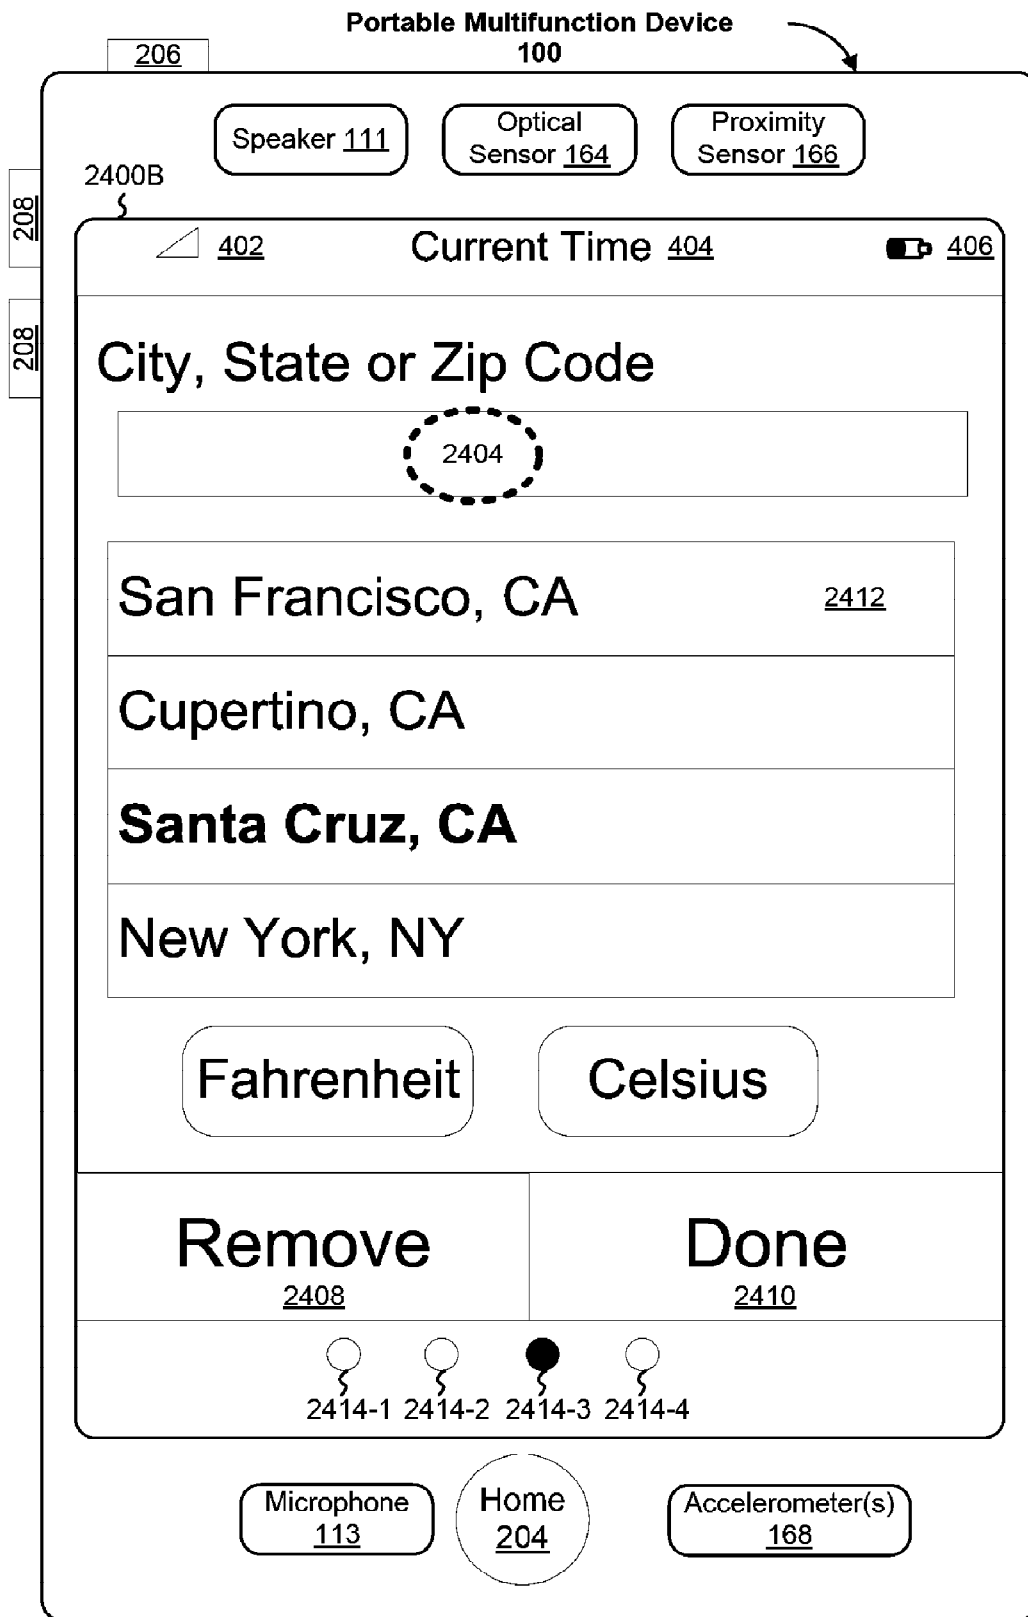 Portable Multifunction Device
100
206
Speaker 111
Optical
Sensor 164
Proximity
Sensor 166
2400B
208
208
402
Current Time 404
406
City, State or Zip Code
2404
San Francisco, CA
2412
Cupertino, CA
Santa Cruz, CA
New York, NY
Fahrenheit
Celsius
Remove
2408
Done
2410
2414-1 2414-2 2414-3 2414-4
Microphone
113
Home
204
Accelerometer(s)
168